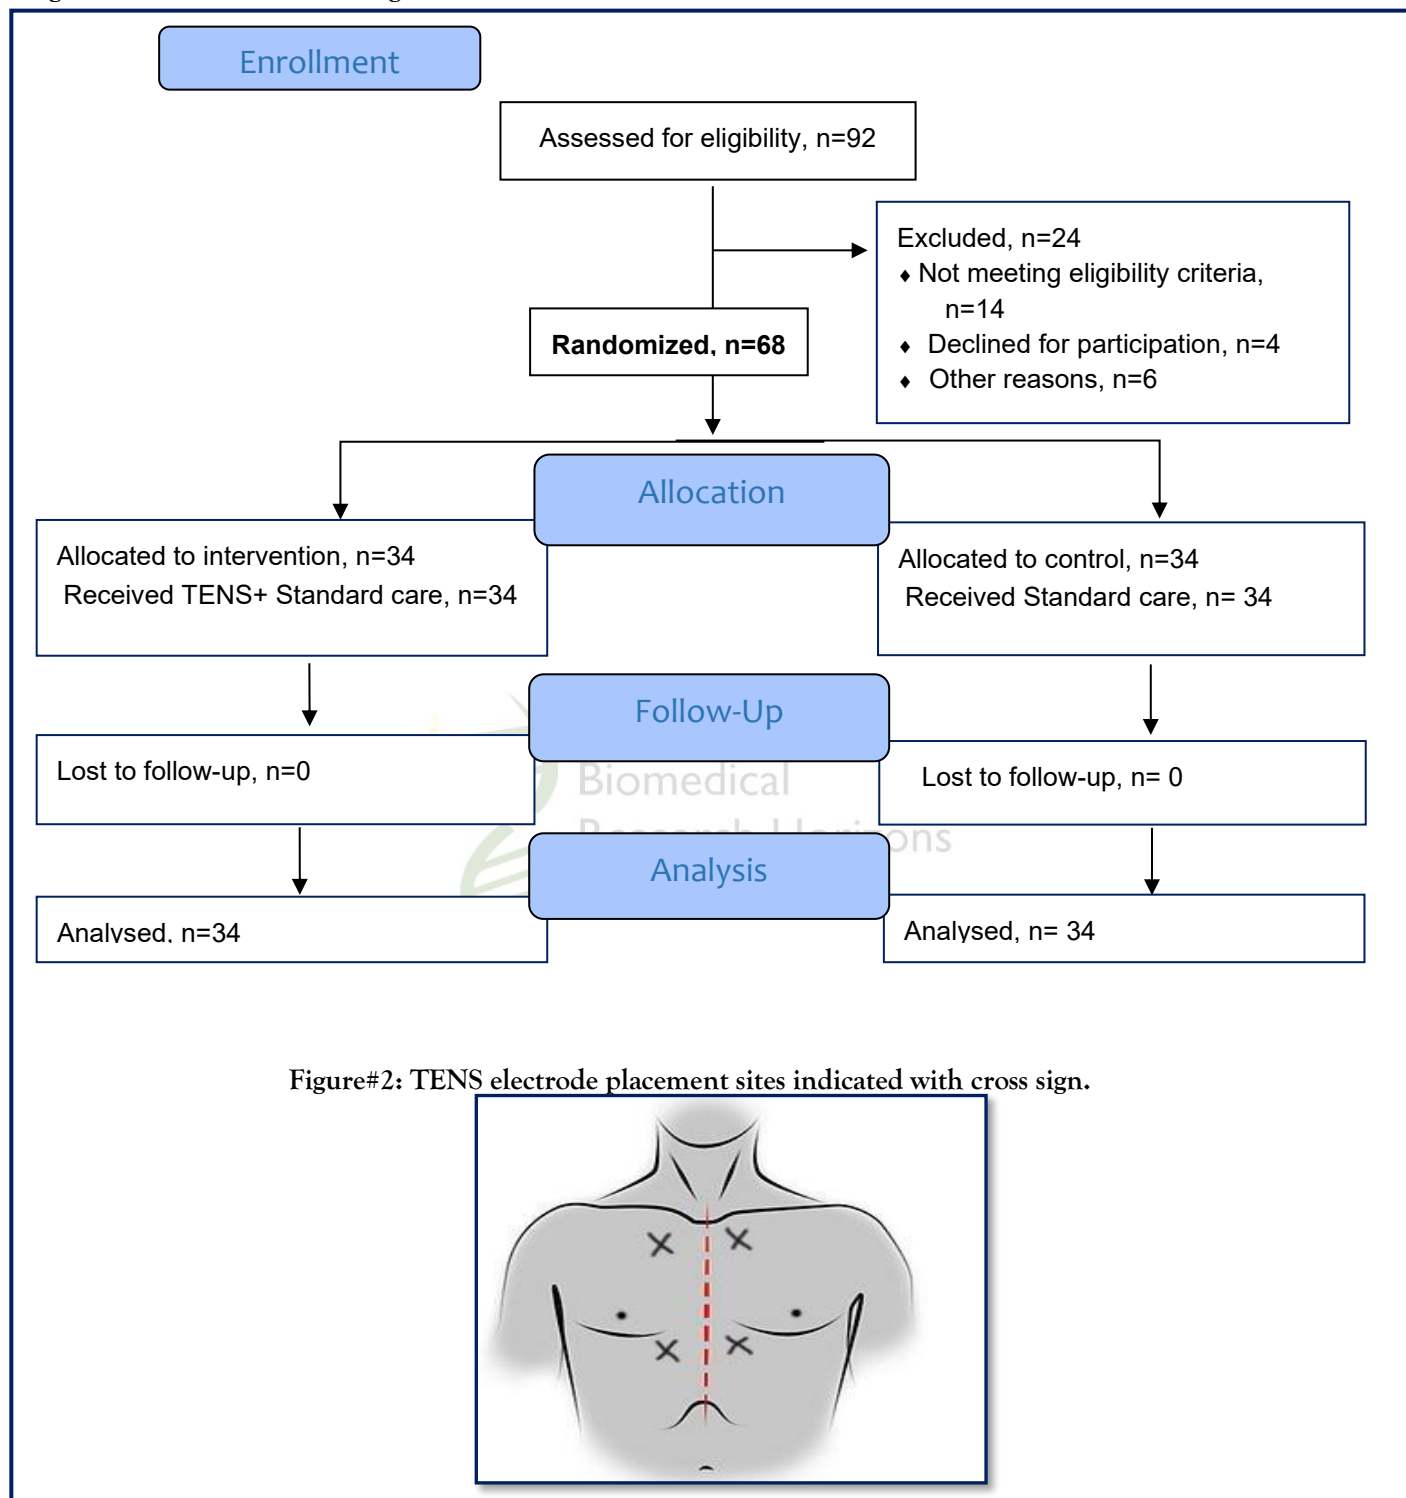 Enrollment
Assessed for eligibility, n=92
Excluded, n=24
♦ Not meeting eligibility criteria,
n=14
♦ Declined for participation, n=4
♦ Other reasons, n=6
Randomized, n=68
Allocation
Allocated to intervention, n=34
Received TENS+ Standard care, n=34
Allocated to control, n=34
Received Standard care, n= 34
Follow-Up
Lost to follow-up, n=0
Lost to follow-up, n= 0
Biomedical
Research Horizons
Analysis
Analysed, n=34
Analysed, n= 34
Figure#2: TENS electrode placement sites indicated with cross sign.